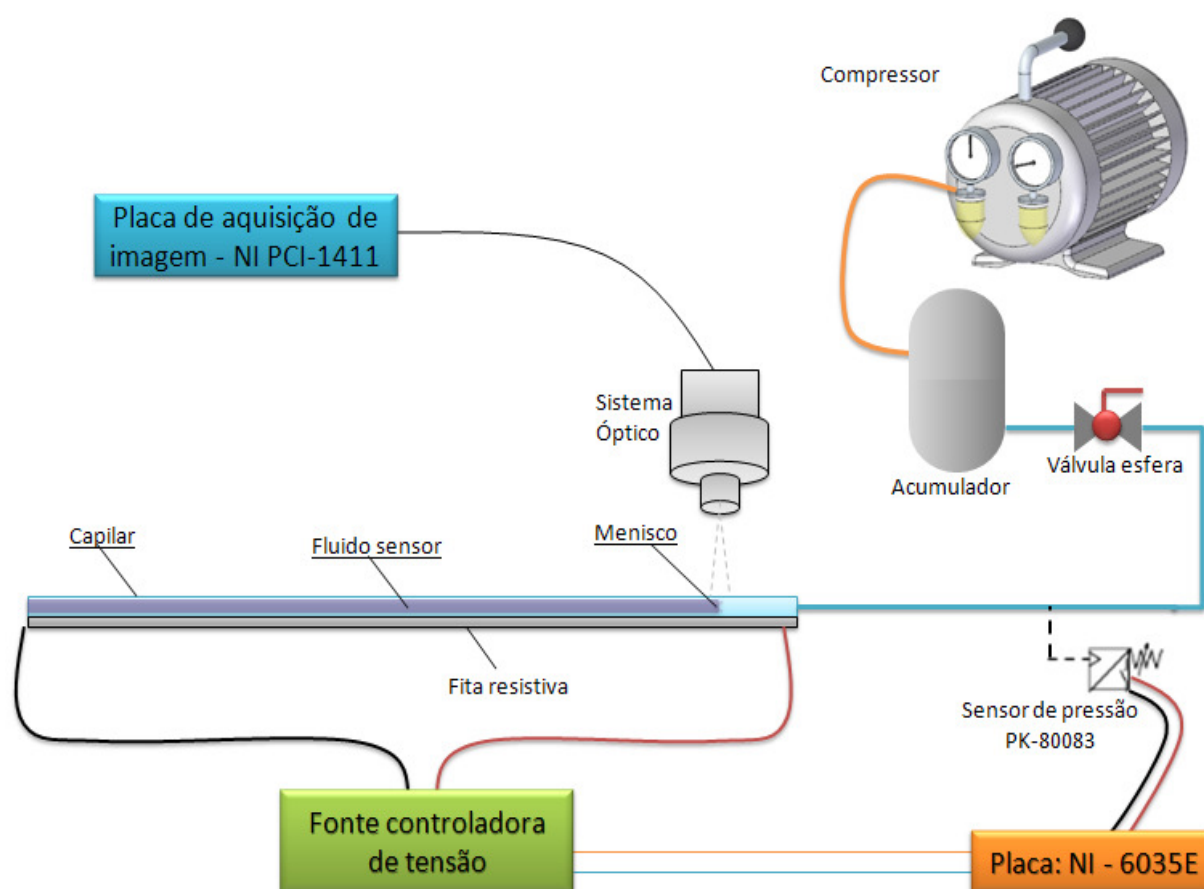 Compressor
Placa de aquisição de
imagem - NI PCI-1411
Sistema
Óptico
Válvula esfera
Acumulador
Capilar
Fluido sensor
Menisco
Fita resistiva
Sensor de pressão
PK-80083
Fonte controladora
de tensão
Placa: NI - 6035E